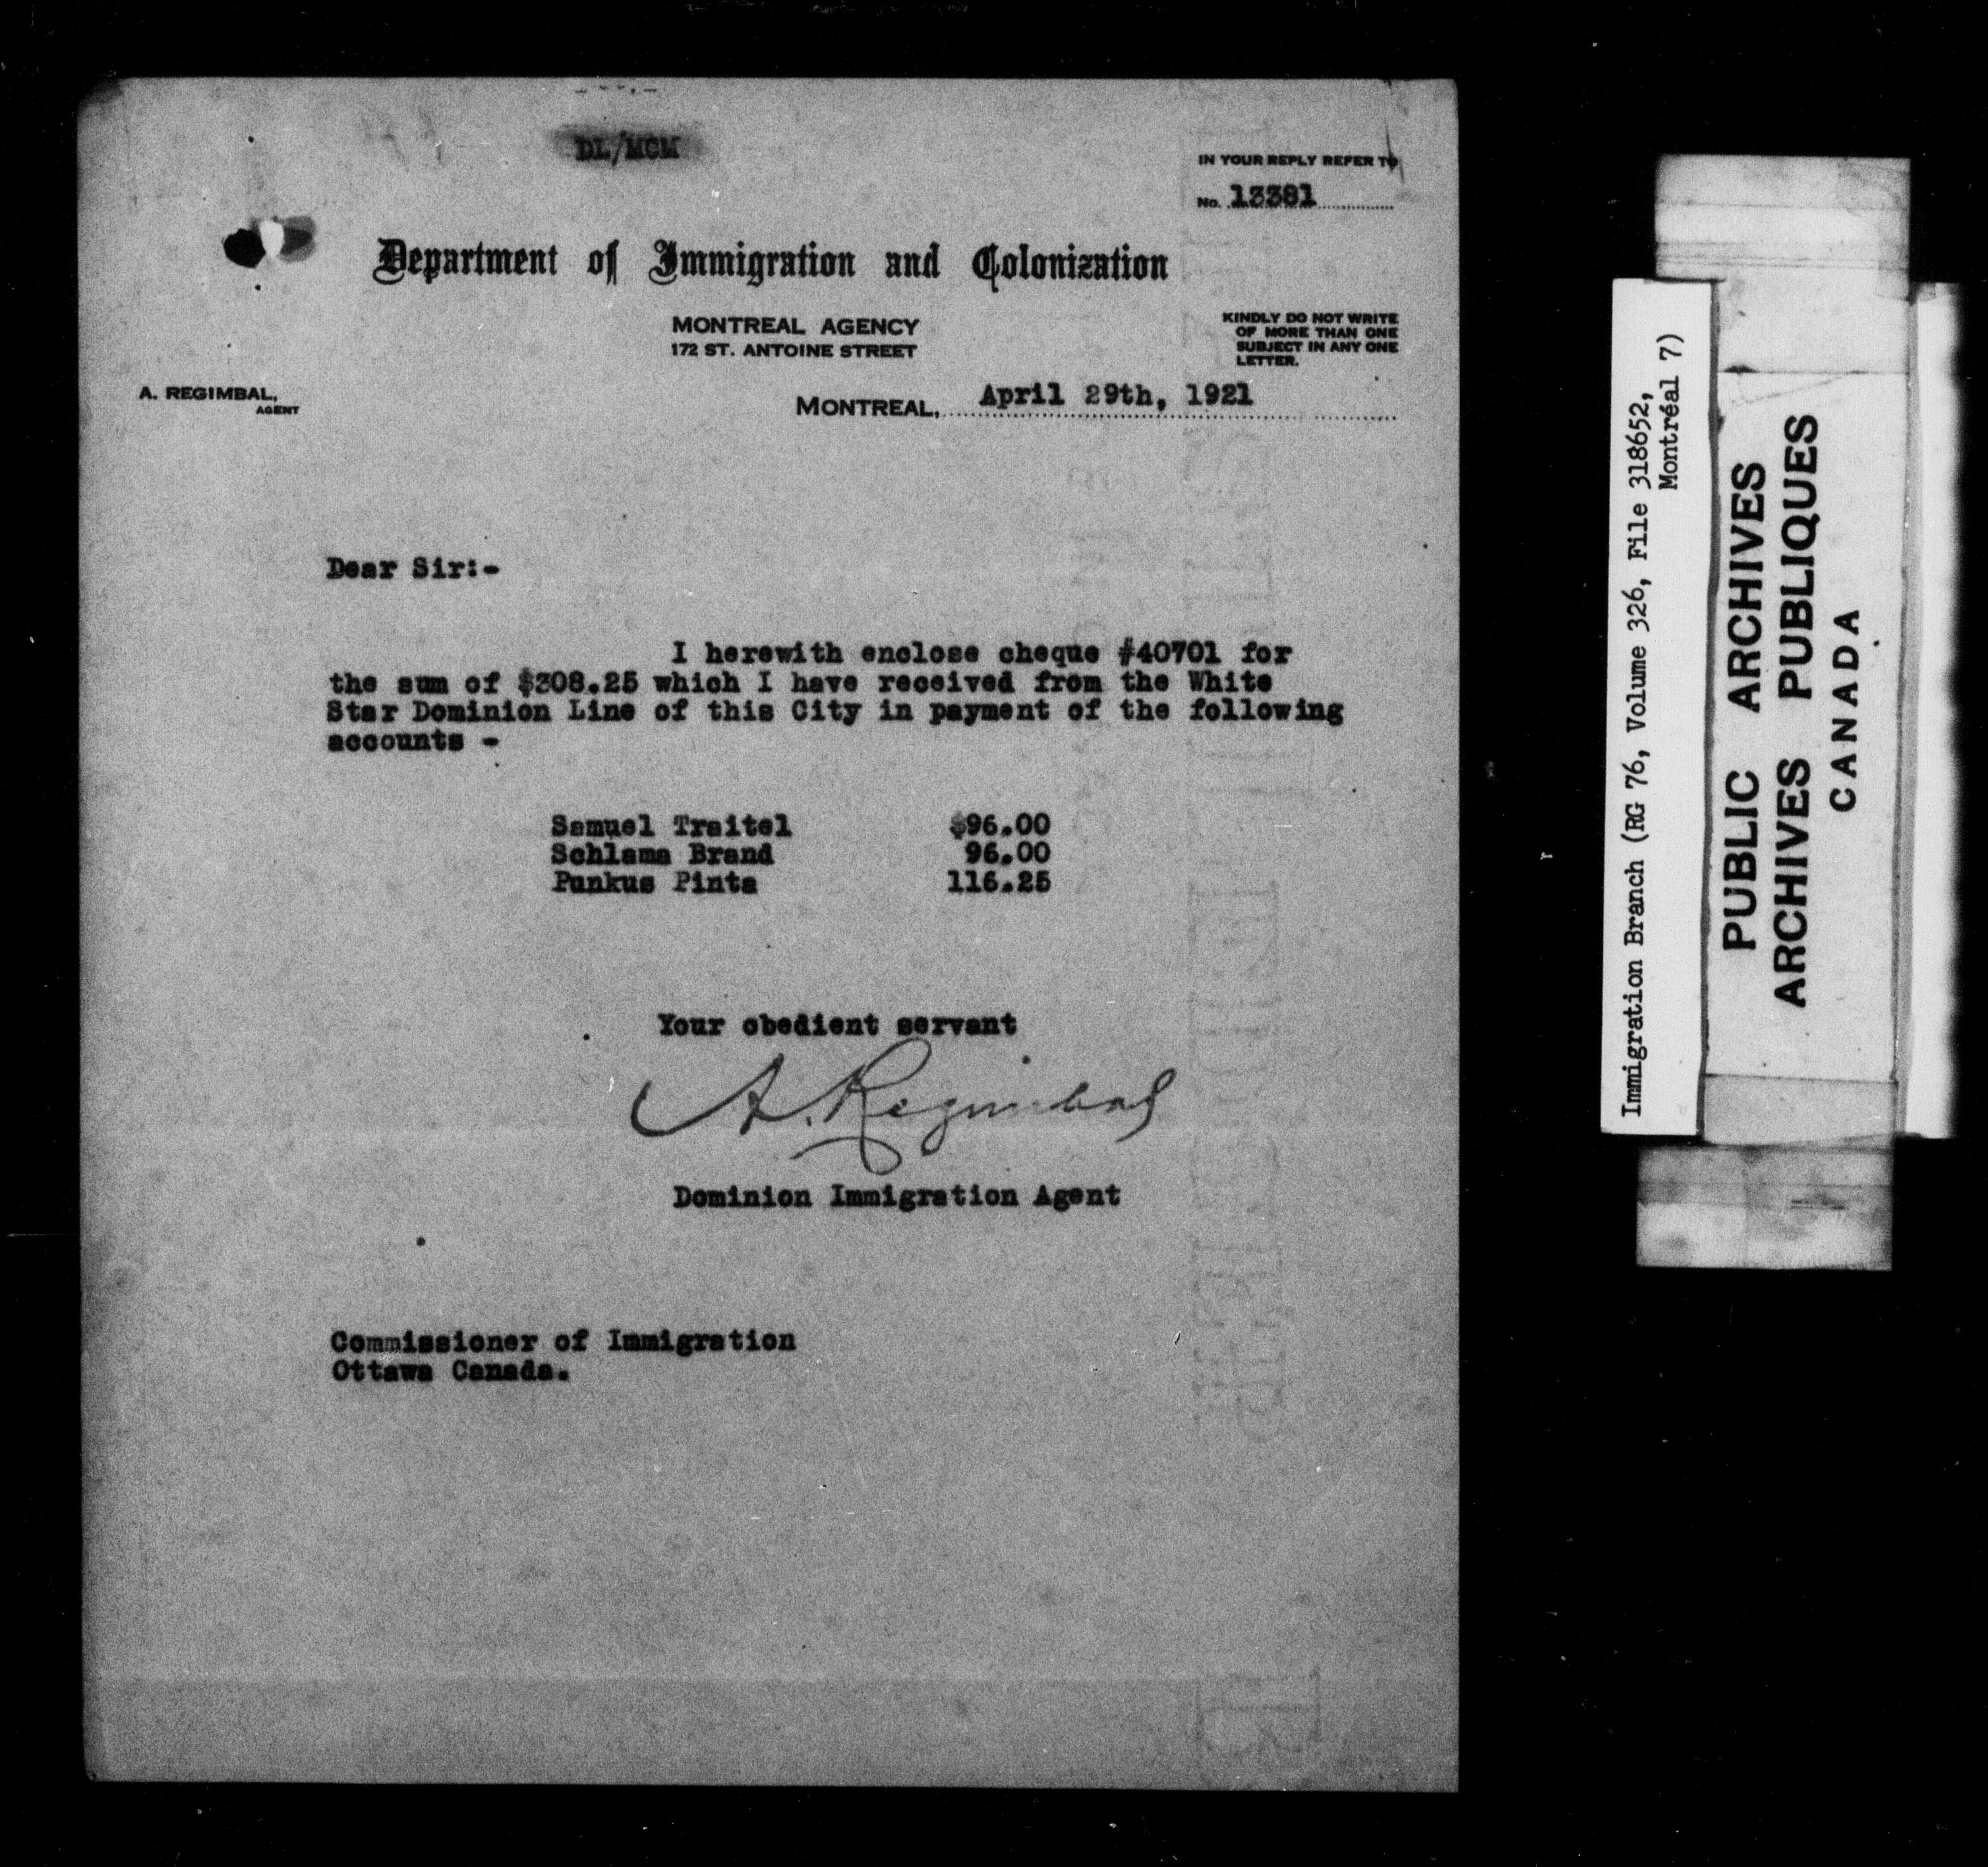 DL/MCM
IN YOUR REPLY REFER TO
No. 13381
Department of Immigration and Colonization
MONTREAL AGENCY
172 ST. ANTOINE STREET
KINDLY DO NOT WRITE
OF MORE THAN ONE
SUBJECT IN ANY ONE
LETTER.
A. REGIMBAL,
AGENT
MONTREAL, April 29th, 1921
Dear Sir:-
I herewith enclose cheque #40701 for
the sum of $308.25 which I have received from the White
Star Dominion Line of this City in payment of the following
accounts -
Samuel Traitel $96.00
Schlama Brand 96.00
Punkus Pinta 116.25
Your obedient servant
A. Regimbal
Dominion Immigration Agent
Commissioner of Immigration
Ottawa Canada.
Immigration Branch (RG 76, Volume 326, File 318652,
Montréal 7)
PUBLIC ARCHIVES
ARCHIVES PUBLIQUES
CANADA